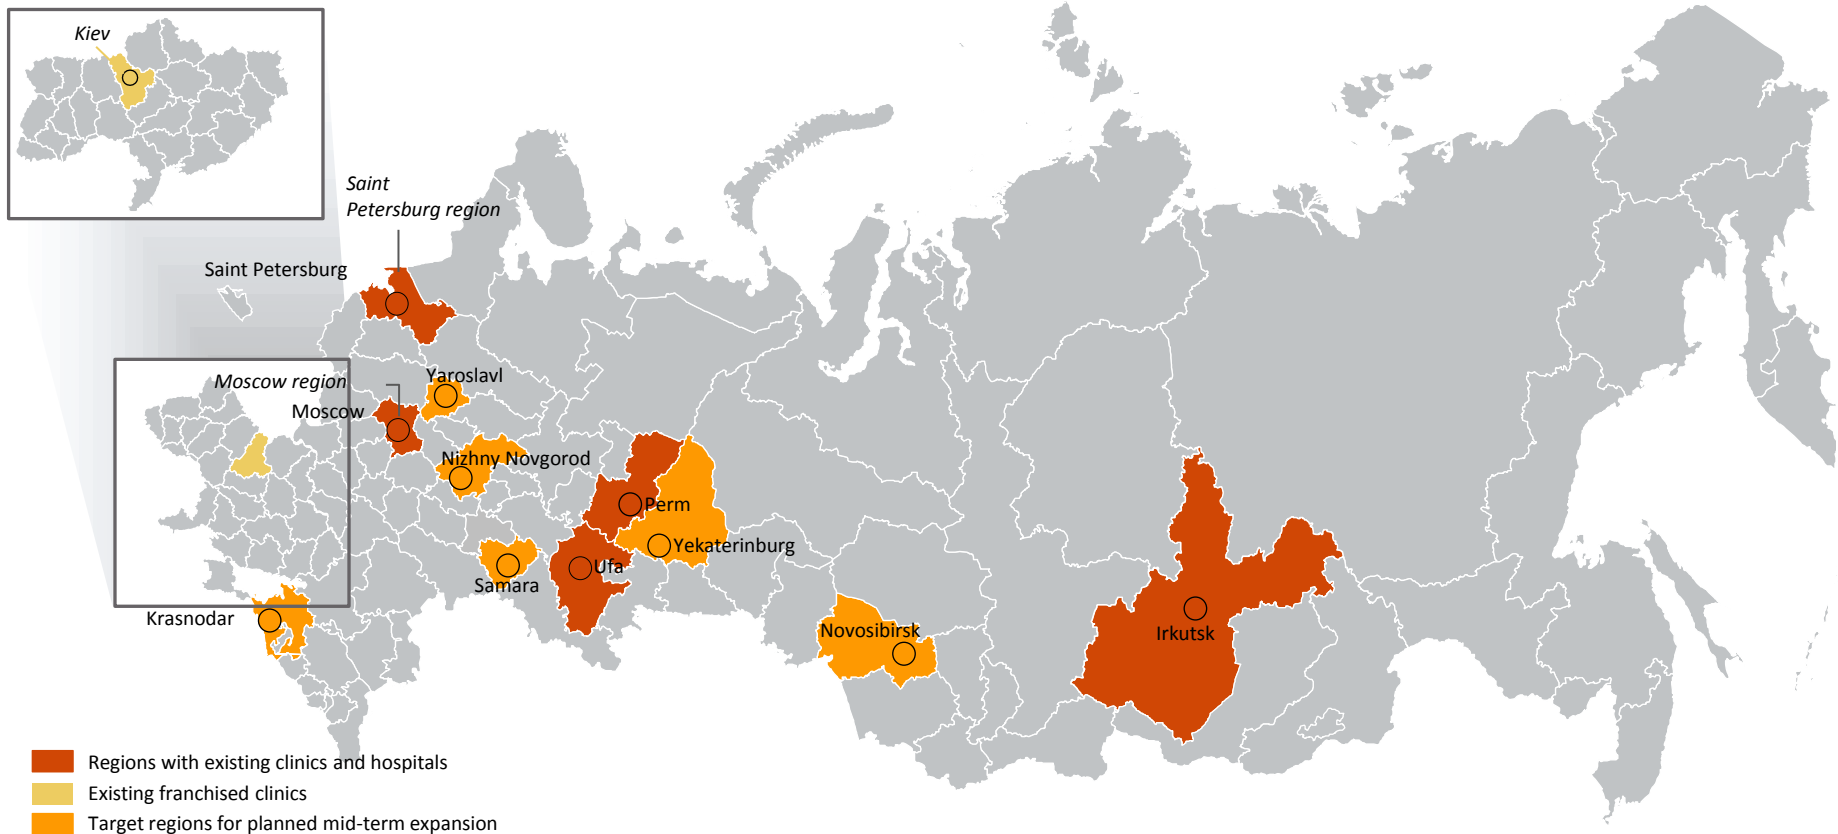 Kiev
Saint
Petersburg region
Saint Petersburg
Moscow region
Yaroslavl
Moscow
Nizhny Novgorod
Perm
Yekaterinburg
Ufa
Samara
Krasnodar
Novosibirsk
Irkutsk
Regions with existing clinics and hospitals
Existing franchised clinics
Target regions for planned mid-term expansion